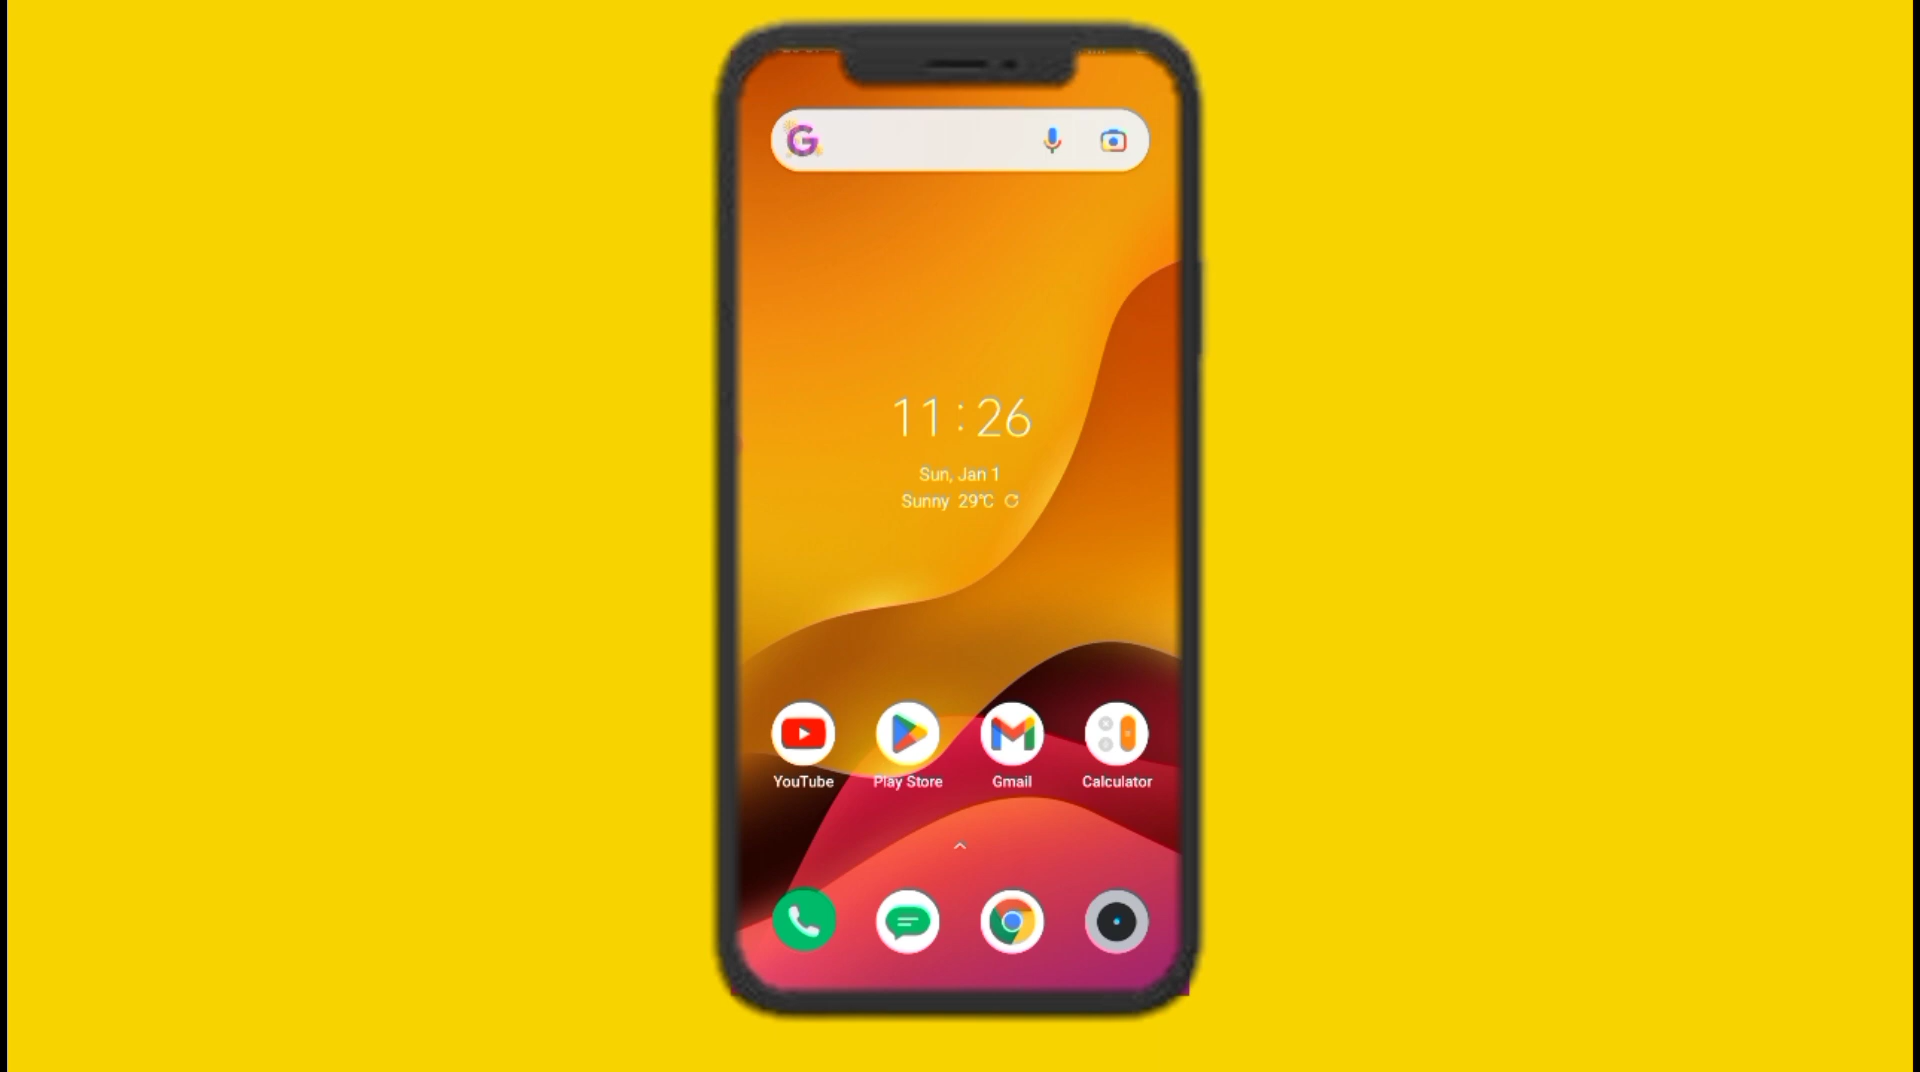 G
11:26
Sun, Jan 1
Sunny 29℃
YouTube
Play Store
Gmail
Calculator